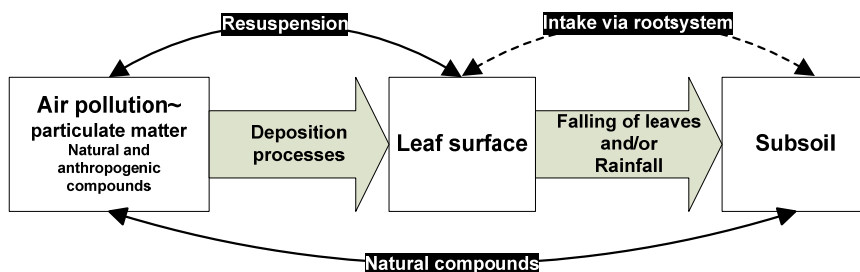 Resuspension
Intake via rootsystem
Air pollution~
particulate matter
Natural and
anthropogenic
compounds
Deposition
processes
Leaf surface
Falling of leaves
and/or
Rainfall
Subsoil
Natural compounds